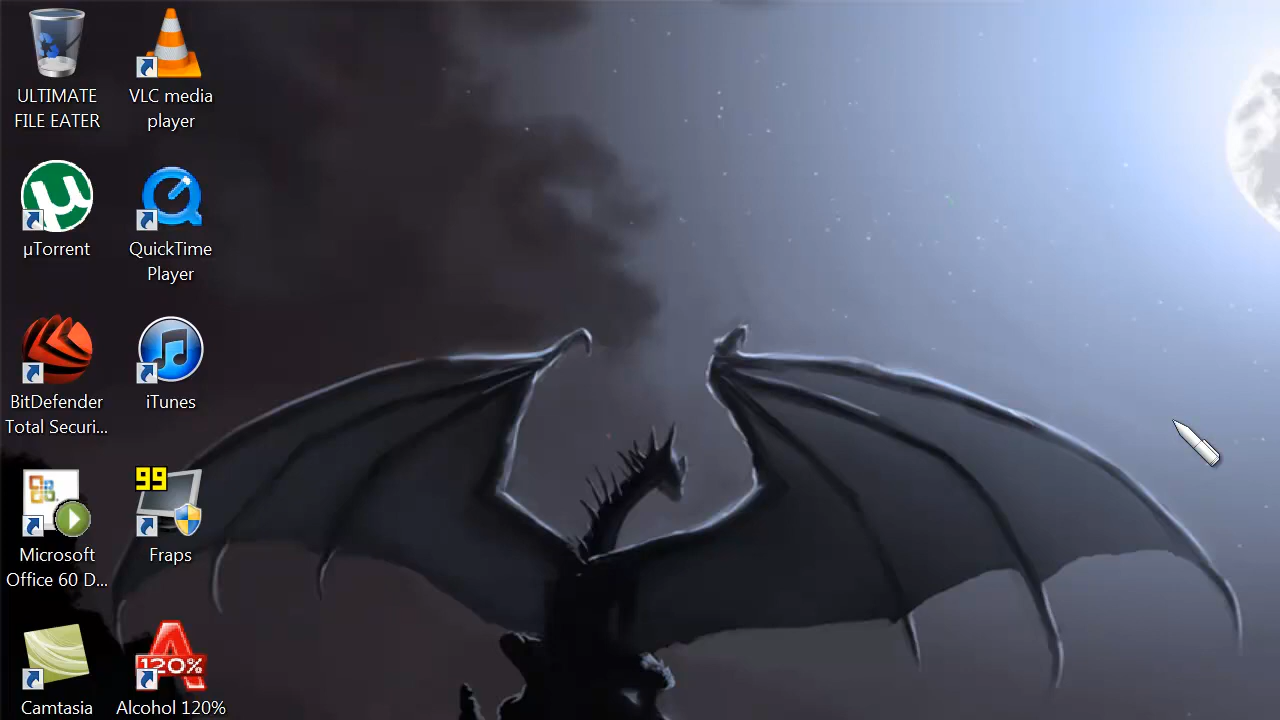 ULTIMATE
FILE EATER
VLC media
player
µTorrent
QuickTime
Player
BitDefender
Total Securi...
iTunes
Microsoft
Office 60 D...
99
Fraps
Camtasia
120%
Alcohol 120%